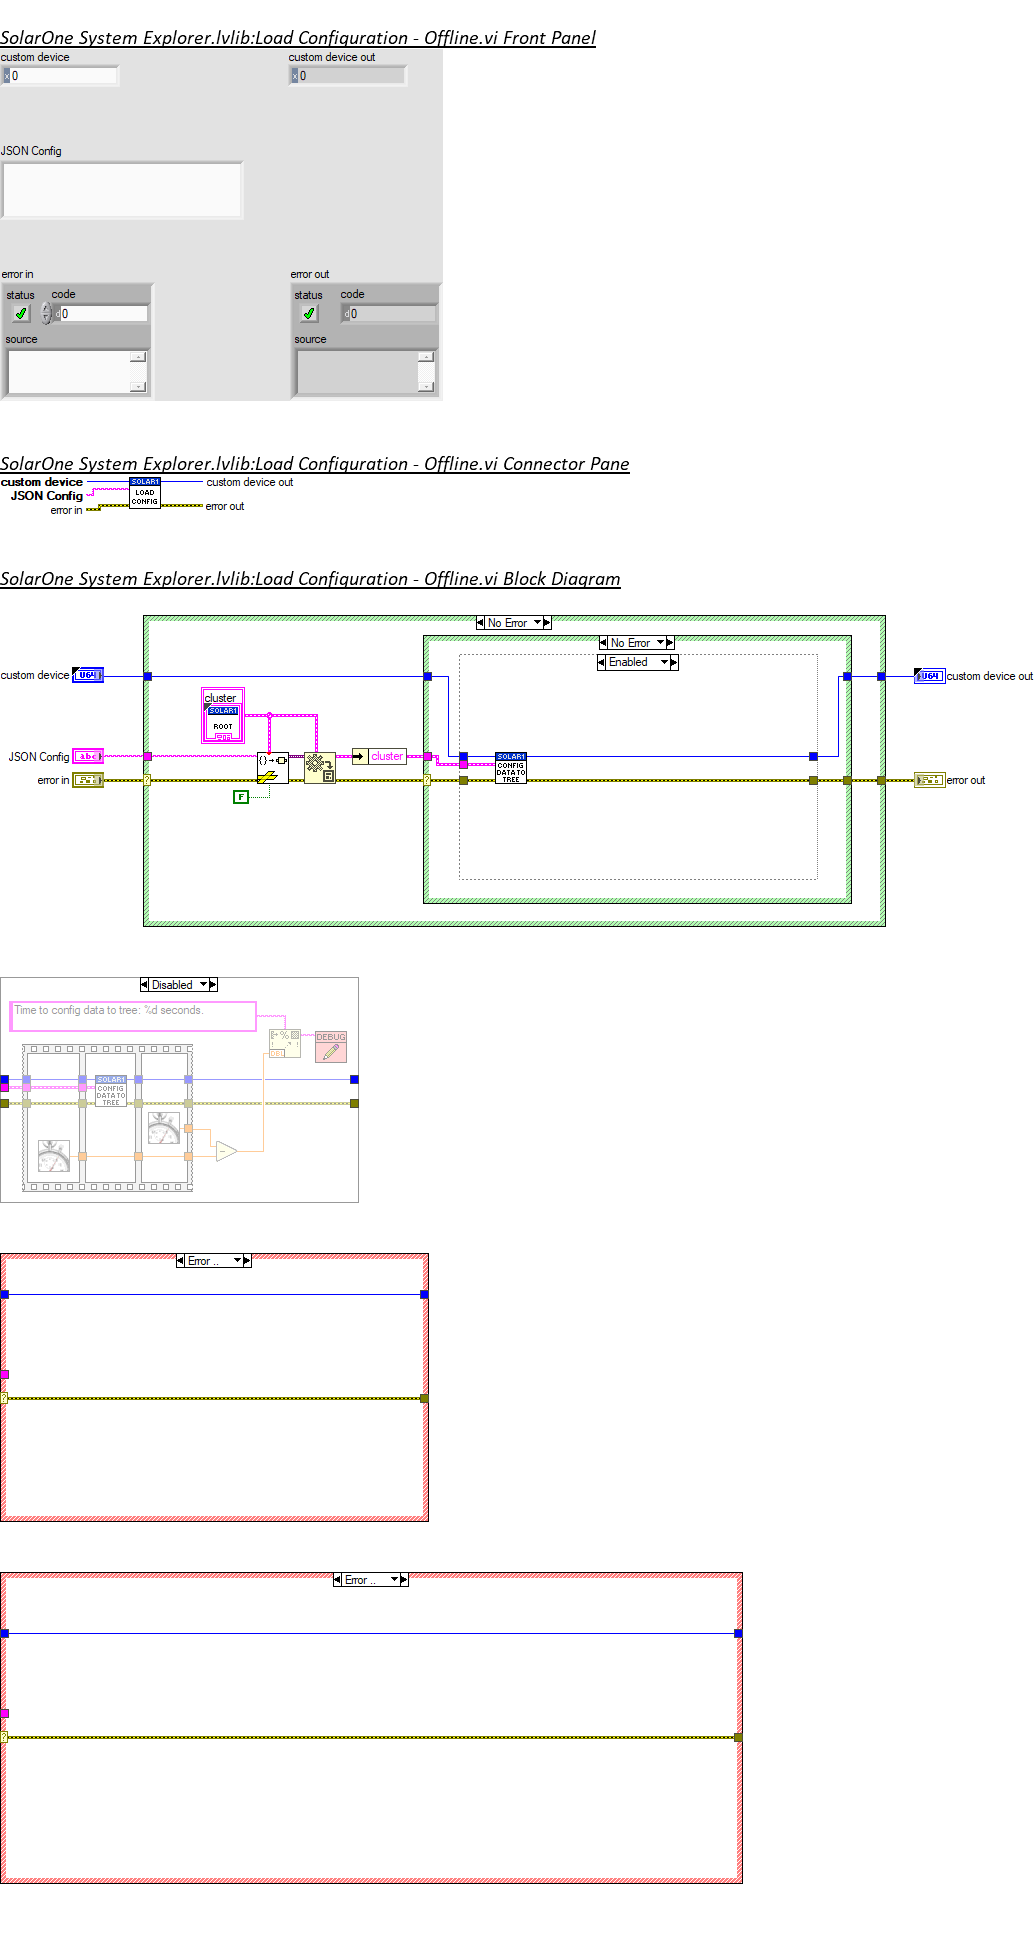 SolarOne System Explorer.lvlib:Load Configuration - Offline.vi Front Panel
custom device
custom device out
x 0
x 0
JSON Config
error in
error out
status code
status code
d 0
d 0
source
source
SolarOne System Explorer.lvlib:Load Configuration - Offline.vi Connector Pane
custom device
SOLAR1
custom device out
JSON Config
LOAD
CONFIG
error in
error out
SolarOne System Explorer.lvlib:Load Configuration - Offline.vi Block Diagram
No Error
No Error
Enabled
custom device
U64
U64
custom device out
cluster
SOLAR1
ROOT
JSON Config
abc
cluster
SOLAR1
CONFIG
DATA TO
TREE
error in
?
?
error out
F
Disabled
Time to config data to tree: %d seconds.
DEBUG
DBL
SOLAR1
CONFIG
DATA TO
TREE
Error ..
?
Error ..
?